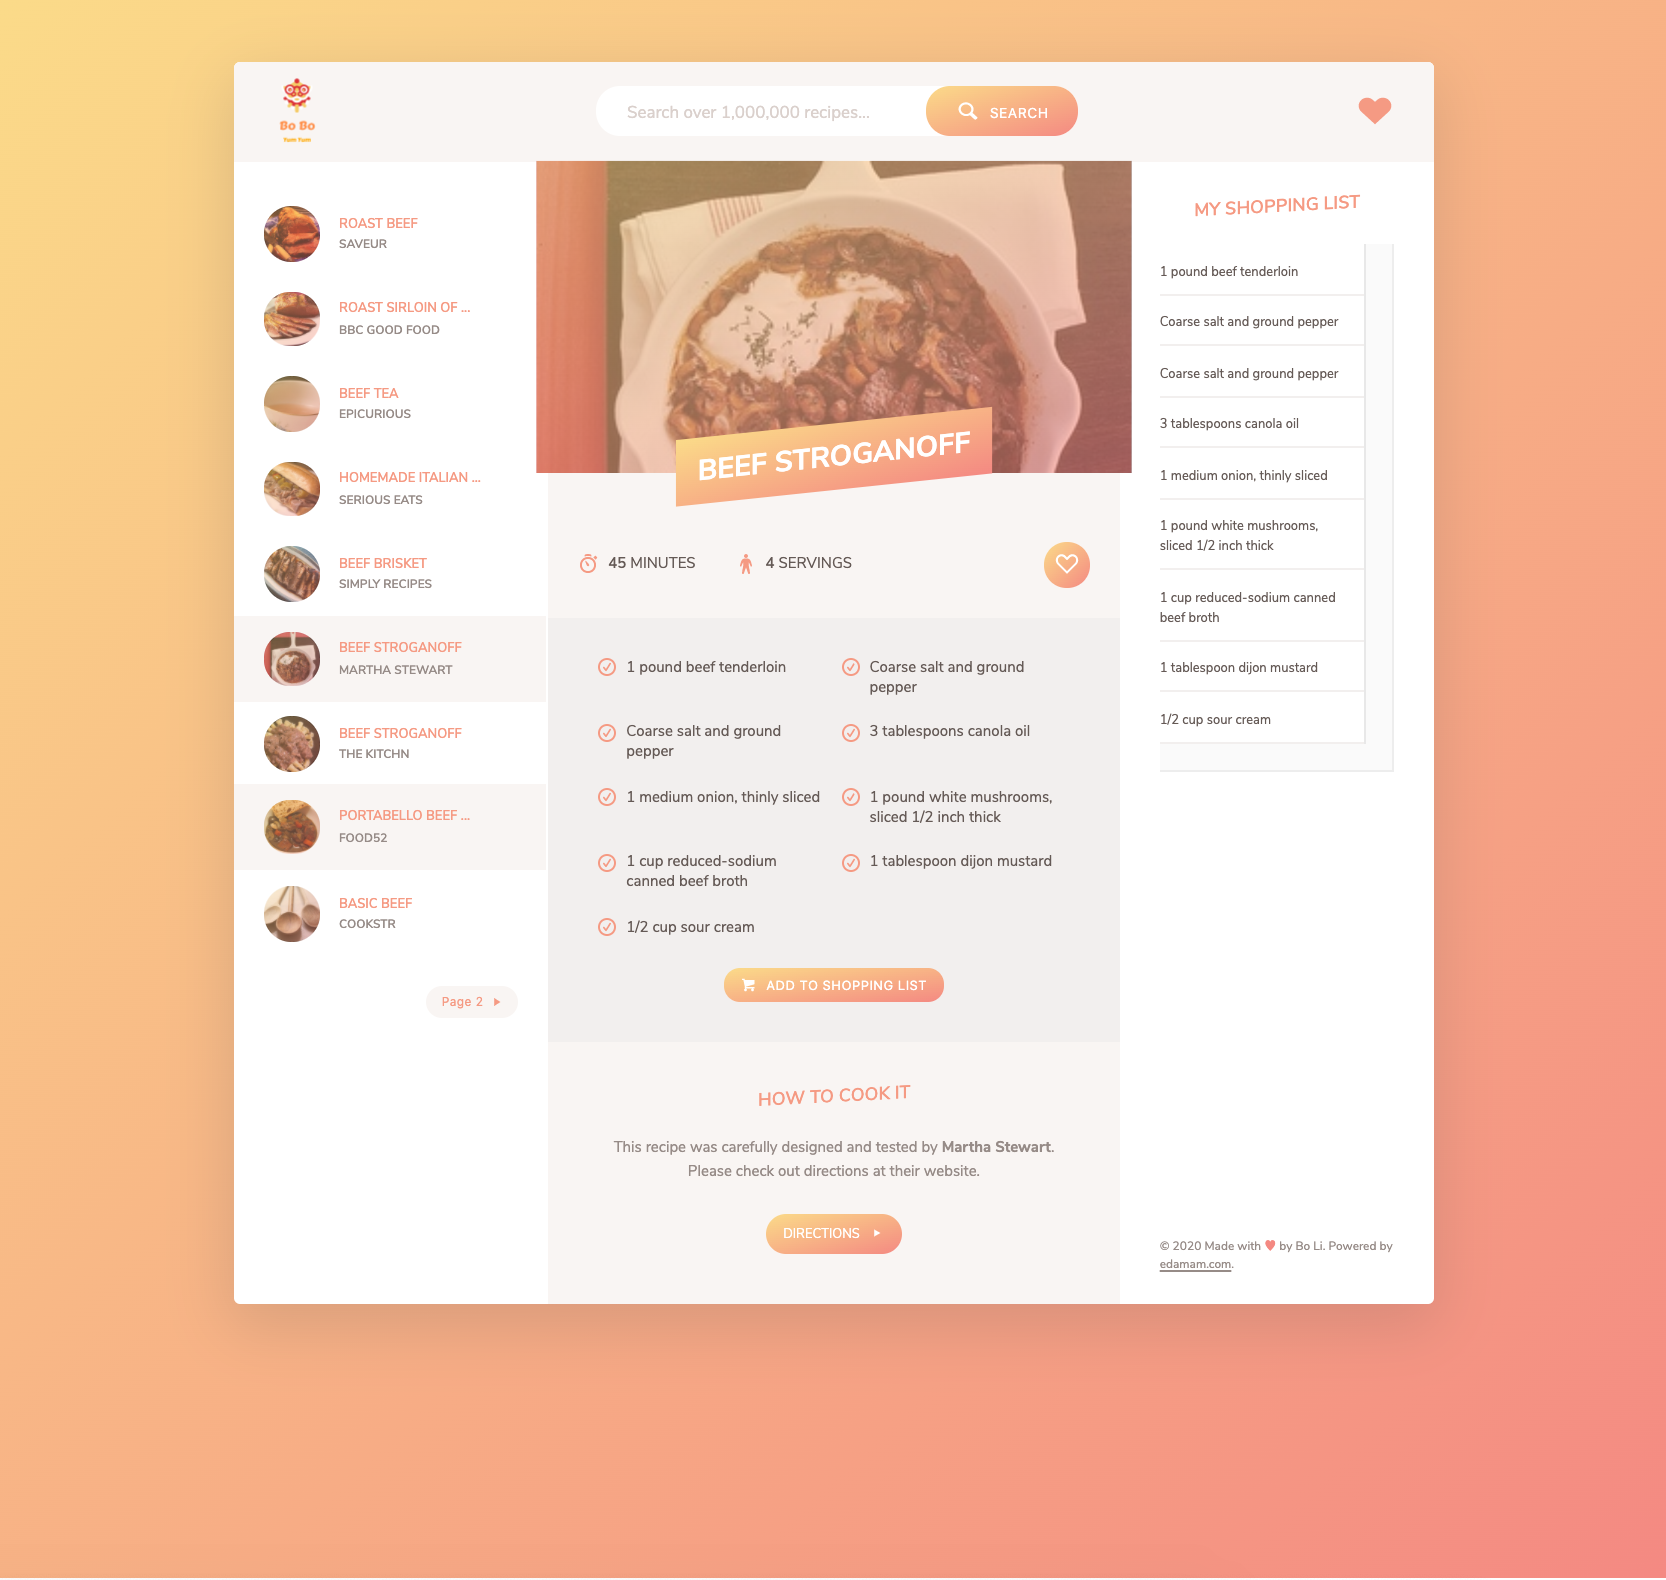 Bo Bo
Yum Yum
Search over 1,000,000 recipes...
SEARCH
ROAST BEEF
SAVEUR
ROAST SIRLOIN OF ...
BBC GOOD FOOD
BEEF TEA
EPICURIOUS
HOMEMADE ITALIAN ...
SERIOUS EATS
BEEF BRISKET
SIMPLY RECIPES
BEEF STROGANOFF
MARTHA STEWART
BEEF STROGANOFF
THE KITCHN
PORTABELLO BEEF ...
FOOD52
BASIC BEEF
COOKSTR
Page 2
BEEF STROGANOFF
45 MINUTES
4 SERVINGS
1 pound beef tenderloin
Coarse salt and ground
pepper
Coarse salt and ground
pepper
3 tablespoons canola oil
1 medium onion, thinly sliced
1 pound white mushrooms,
sliced 1/2 inch thick
1 cup reduced-sodium
canned beef broth
1 tablespoon dijon mustard
1/2 cup sour cream
ADD TO SHOPPING LIST
HOW TO COOK IT
This recipe was carefully designed and tested by Martha Stewart.
Please check out directions at their website.
DIRECTIONS
MY SHOPPING LIST
1 pound beef tenderloin
Coarse salt and ground pepper
Coarse salt and ground pepper
3 tablespoons canola oil
1 medium onion, thinly sliced
1 pound white mushrooms,
sliced 1/2 inch thick
1 cup reduced-sodium canned
beef broth
1 tablespoon dijon mustard
1/2 cup sour cream
© 2020 Made with ♥ by Bo Li. Powered by
edamam.com.